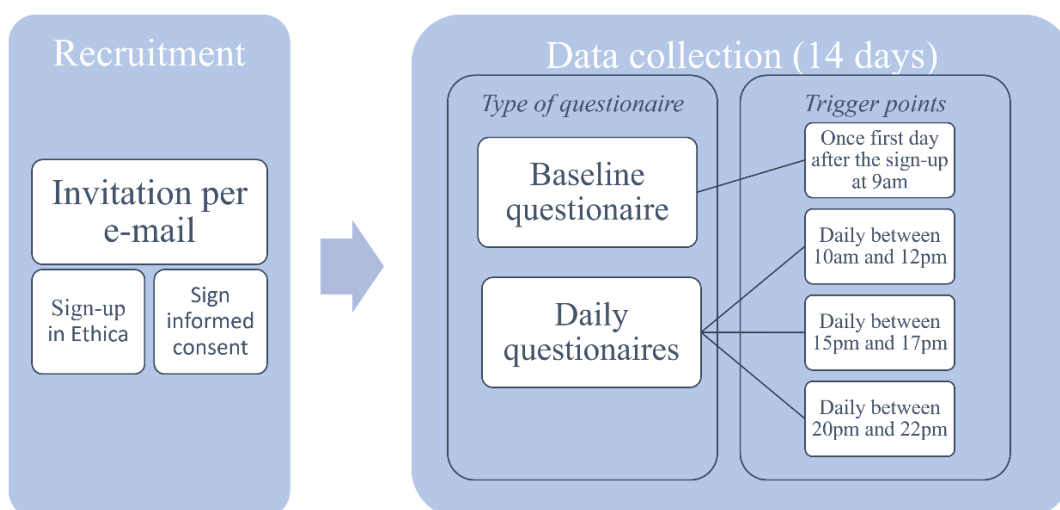 Recruitment
Invitation per
e-mail
Sign-up
in Ethica
Sign
informed
consent
Data collection (14 days)
Type of questionaire
Baseline
questionaire
Daily
questionaires
Trigger points
Once first day
after the sign-up
at 9am
Daily between
10am and 12pm
Daily between
15pm and 17pm
Daily between
20pm and 22pm